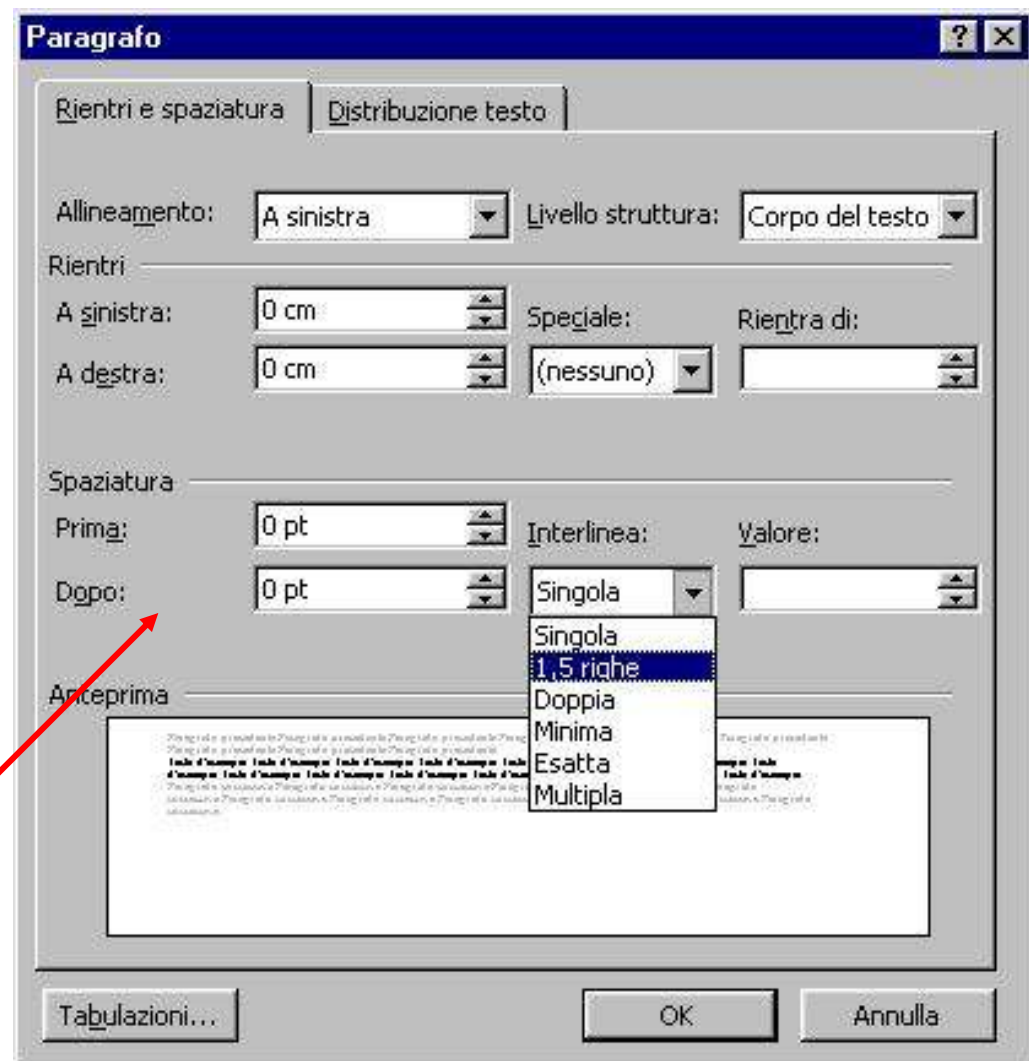 Paragrafo
Rientri e spaziatura Distribuzione testo
Allineamento: A sinistra Livello struttura: Corpo del testo
Rientri
A sinistra: 0 cm Speciale: Rientra di:
A destra: 0 cm (nessuno)
Spaziatura
Prima: 0 pt Interlinea: Valore:
Dopo: 0 pt Singola
Singola
1,5 righe
Doppia
Minima
Esatta
Multipla
Anteprima
Tabulazioni... OK Annulla